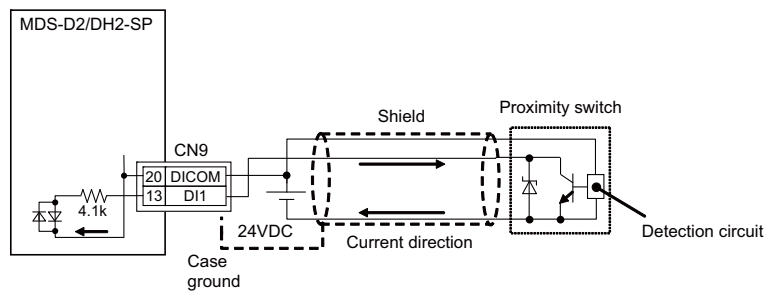 MDS-D2/DH2-SP
Shield
Proximity switch
CN9
20 DICOM
13 DI1
4.1k
24VDC
Current direction
Detection circuit
Case
ground